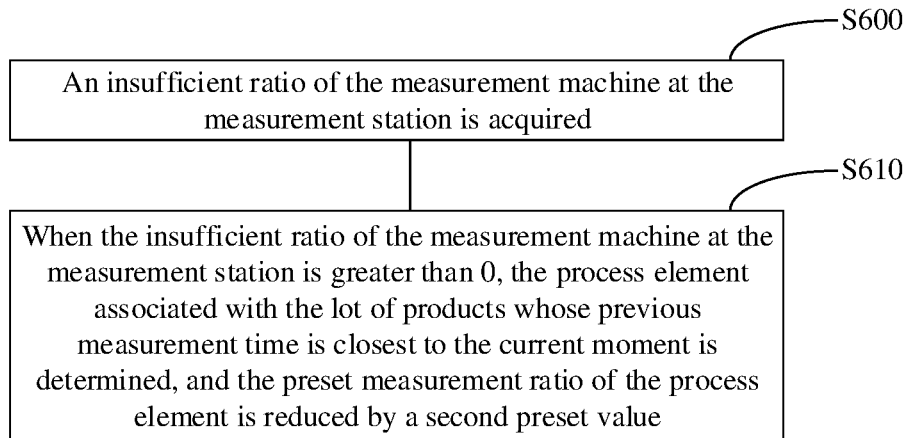 S600
An insufficient ratio of the measurement machine at the
measurement station is acquired
S610
When the insufficient ratio of the measurement machine at the
measurement station is greater than 0, the process element
associated with the lot of products whose previous
measurement time is closest to the current moment is
determined, and the preset measurement ratio of the process
element is reduced by a second preset value